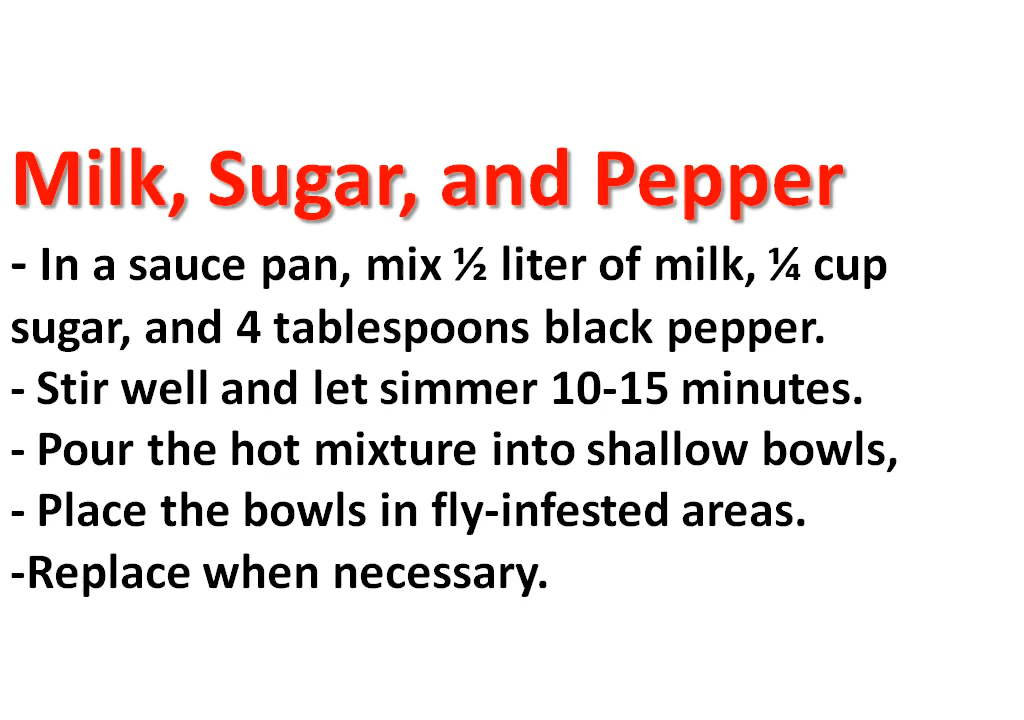 Milk, Sugar, and Pepper
- In a sauce pan, mix ½ liter of milk, ¼ cup
sugar, and 4 tablespoons black pepper.
- Stir well and let simmer 10-15 minutes.
- Pour the hot mixture into shallow bowls,
- Place the bowls in fly-infested areas.
-Replace when necessary.